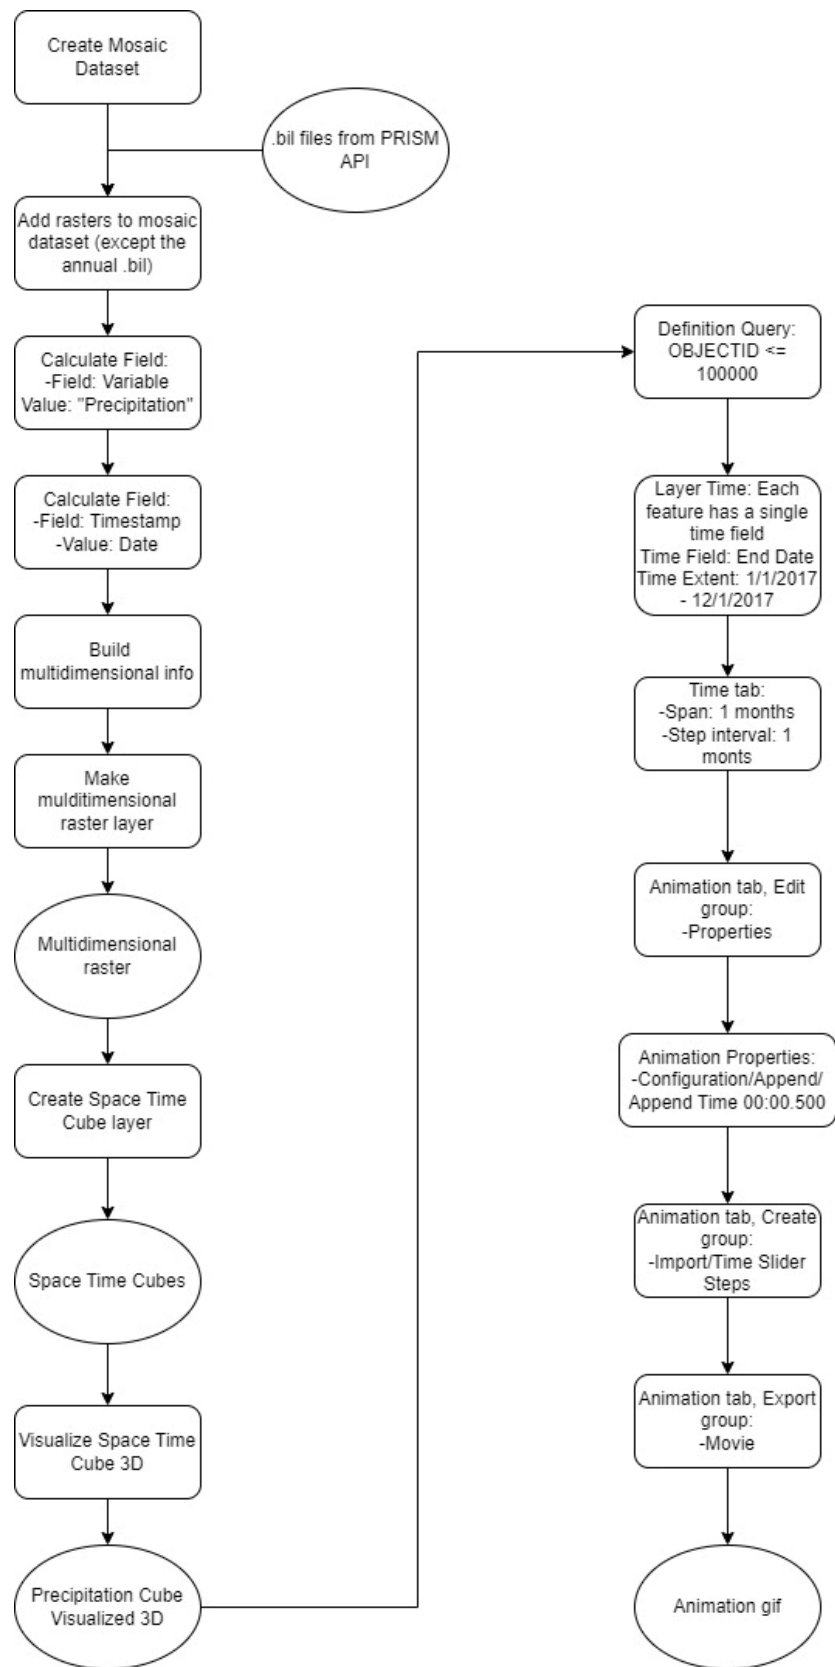 Create Mosaic
Dataset
.bil files from PRISM
API
Add rasters to mosaic
dataset (except the
annual .bil)
Calculate Field:
-Field: Variable
Value: "Precipitation"
Calculate Field:
-Field: Timestamp
-Value: Date
Build
multidimensional info
Make
mulditimensional
raster layer
Multidimensional
raster
Create Space Time
Cube layer
Space Time Cubes
Visualize Space Time
Cube 3D
Precipitation Cube
Visualized 3D
Definition Query:
OBJECTID <=
100000
Layer Time: Each
feature has a single
time field
Time Field: End Date
Time Extent: 1/1/2017
- 12/1/2017
Time tab:
-Span: 1 months
-Step interval: 1
monts
Animation tab, Edit
group:
-Properties
Animation Properties:
-Configuration/Append/
Append Time 00:00.500
Animation tab, Create
group:
-Import/Time Slider
Steps
Animation tab, Export
group:
-Movie
Animation gif